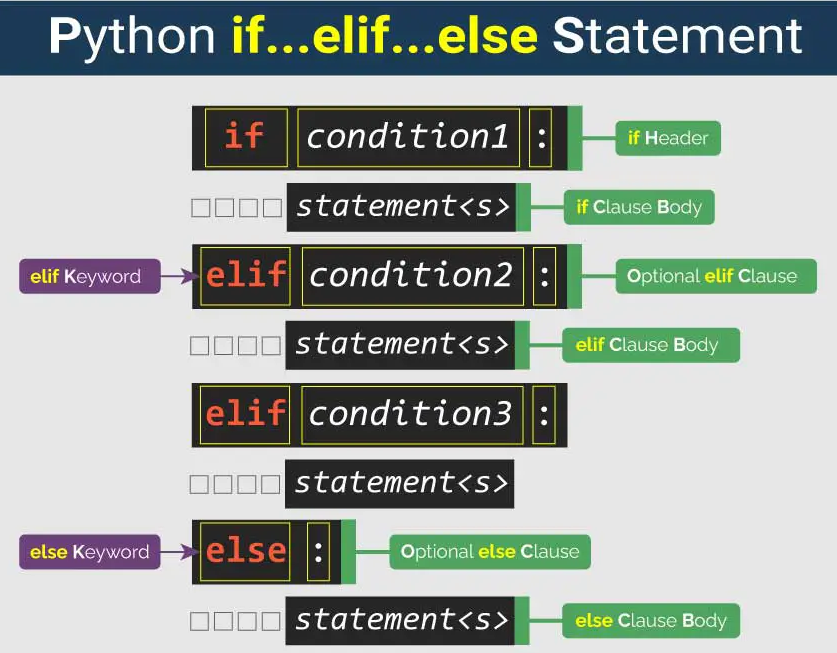 Python if...elif...else Statement
if condition1 : if Header
statement<s> if Clause Body
elif Keyword elif condition2 : Optional elif Clause
statement<s> elif Clause Body
elif condition3 :
statement<s>
else Keyword else : Optional else Clause
statement<s> else Clause Body